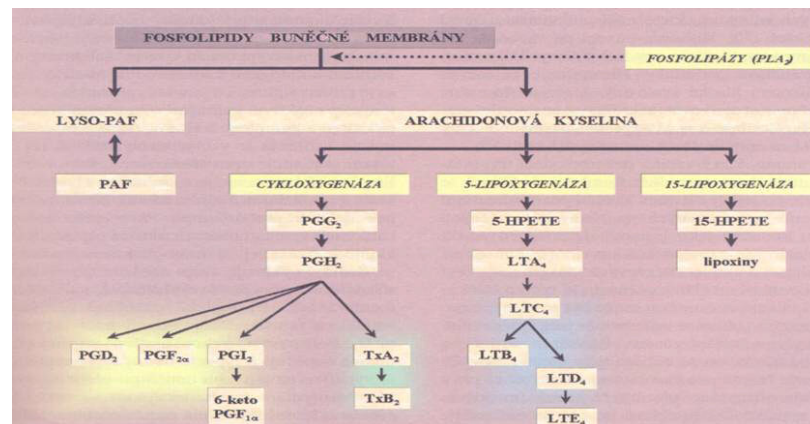 FOSFOLIPIDY BUNĚČNÉ MEMBRÁNY
FOSFOLIPÁZY (PLA₂)
LYSO-PAF
ARACHIDONOVÁ KYSELINA
PAF
CYKLOXYGENÁZA
5-LIPOXYGENÁZA
15-LIPOXYGENÁZA
PGG₂
5-HPETE
15-HPETE
PGH₂
LTA₄
lipoxiny
LTC₄
PGD₂
PGF₂α
PGI₂
TxA₂
LTB₄
LTD₄
6-keto
PGF₁α
TxB₂
LTE₄